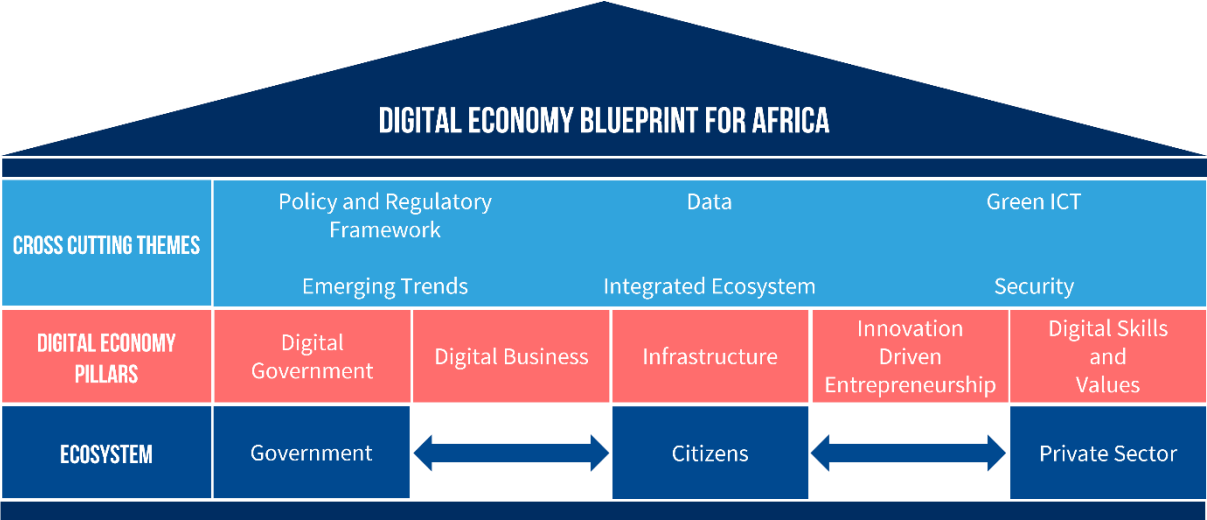 DIGITAL ECONOMY BLUEPRINT FOR AFRICA
CROSS CUTTING THEMES
Policy and Regulatory
Framework
Data
Green ICT
Emerging Trends
Integrated Ecosystem
Security
DIGITAL ECONOMY
PILLARS
Digital
Government
Digital Business
Infrastructure
Innovation
Driven
Entrepreneurship
Digital Skills
and
Values
ECOSYSTEM
Government
Citizens
Private Sector